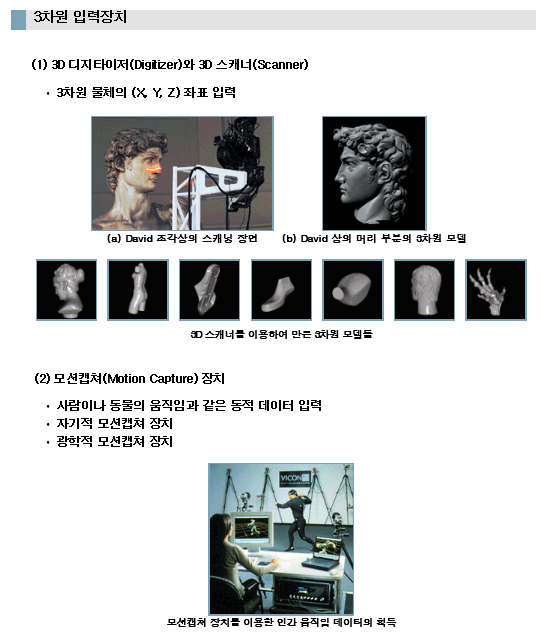 3차원 입력장치
(1) 3D 디지타이저(Digitizer)와 3D 스캐너(Scanner)
• 3차원 물체의 (X, Y, Z) 좌표 입력
(a) David 조각상의 스캐닝 장면
(b) David 상의 머리 부분의 3차원 모델
3D 스캐너를 이용하여 만든 3차원 모델들
(2) 모션캡쳐(Motion Capture) 장치
• 사람이나 동물의 움직임과 같은 동적 데이터 입력
• 자기적 모션캡쳐 장치
• 광학적 모션캡쳐 장치
VICON
모션캡쳐 장치를 이용한 인간 움직임 데이터의 획득